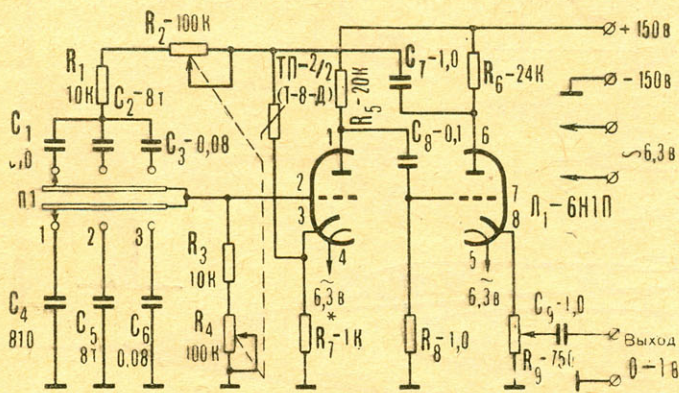 R2-100К
R1
10К
C2-8т
C1
C3-0,08
П1
1 2 3
C4
810
C5
8т
C6
0,08
R3
10К
R4
100К
ТП-2/2
(Т-8-Д)
R5-20К
C7-1,0
R6-24К
C8-0,1
1
2
3
4
6
7
8
5
~6,3в
~6,3в
*
R7-1К
R8-1,0
R9-750
C9-1,0
Л1-6Н1П
+150в
-150в
~6,3в
Выход
0-1в